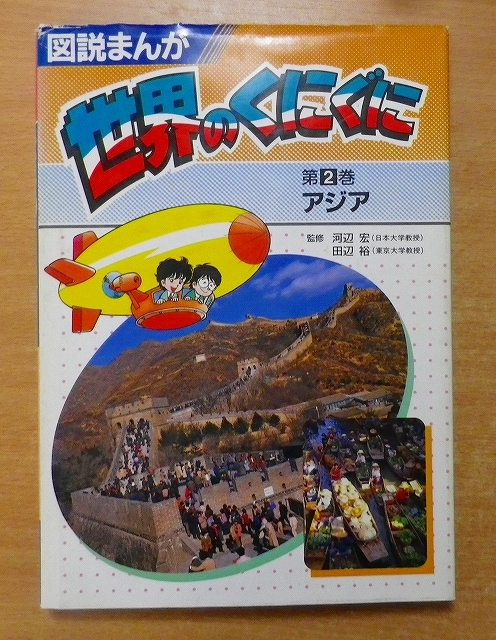 図説まんが
世界のくにぐに
第2巻
アジア
監修 河辺 宏(日本大学教授)
田辺 裕(東京大学教授)